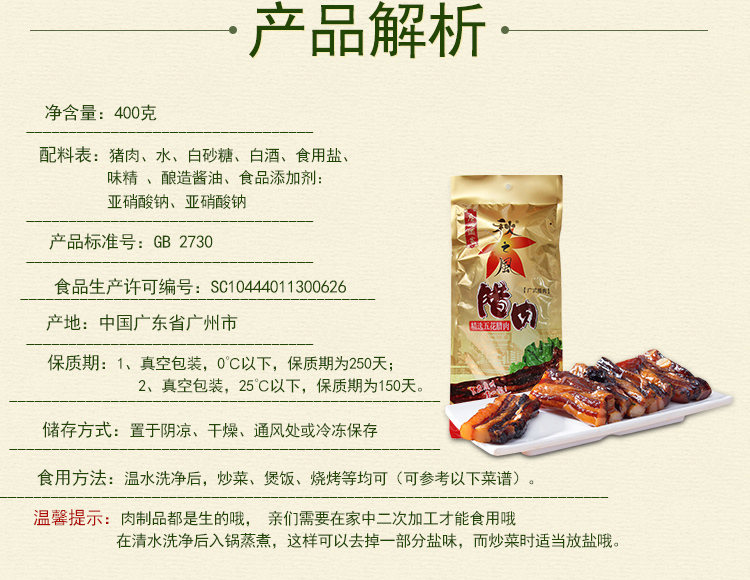 产品解析
净含量：400克
配料表：猪肉、水、白砂糖、白酒、食用盐、
味精 、酿造酱油、食品添加剂：
亚硝酸钠、亚硝酸钠
产品标准号：GB 2730
食品生产许可编号：SC10444011300626
产地：中国广东省广州市
保质期：1、真空包装，0℃以下，保质期为250天；
2、真空包装，25℃以下，保质期为150天。
储存方式：置于阴凉、干燥、通风处或冷冻保存
食用方法：温水洗净后，炒菜、煲饭、烧烤等均可（可参考以下菜谱）。
温馨提示：肉制品都是生的哦， 亲们需要在家中二次加工才能食用哦
在清水洗净后入锅蒸煮，这样可以去掉一部分盐味，而炒菜时适当放盐哦。
秋之風
【广式腊肉】
腊肉
精选五花腊肉